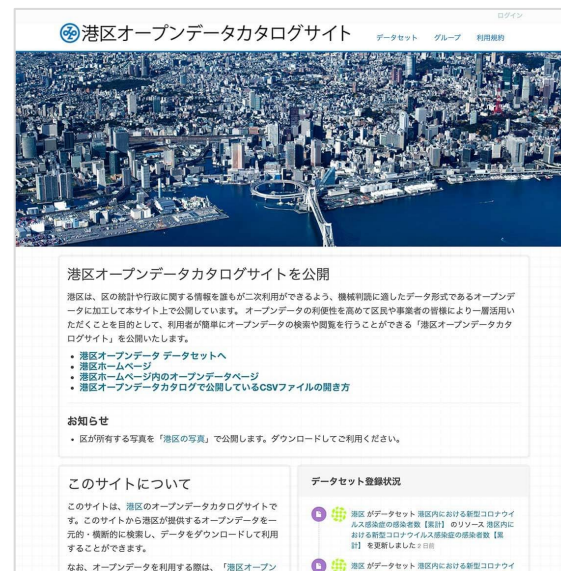 ログイン
港区オープンデータカタログサイト
データセット グループ 利用規約
港区オープンデータカタログサイトを公開
港区は、区の統計や行政に関する情報を誰もが二次利用ができるよう、機械判読に適したデータ形式であるオープンデ
ータに加工して本サイト上で公開しています。 オープンデータの利便性を高めて区民や事業者の皆様により一層活用い
ただくことを目的として、利用者が簡単にオープンデータの検索や閲覧を行うことができる「港区オープンデータカタ
ログサイト」を公開いたします。
• 港区オープンデータ データセットへ
• 港区ホームページ
• 港区ホームページ内のオープンデータページ
• 港区オープンデータカタログで公開しているCSVファイルの開き方
お知らせ
• 区が所有する写真を「港区の写真」で公開します。ダウンロードしてご利用ください。
このサイトについて
このサイトは、港区のオープンデータカタログサイトで
す。このサイトから港区が提供するオープンデータを一
元的・横断的に検索し、データをダウンロードして利用
することができます。
なお、オープンデータを利用する際は、「港区オープン
データセット登録状況
港区 がデータセット 港区内における新型コロナウイ
ルス感染症の感染者数【累計】 のリソース 港区内に
おける新型コロナウイルス感染症の感染者数【累
計】 を更新しました 2 日前
港区 がデータセット 港区内における新型コロナウイ